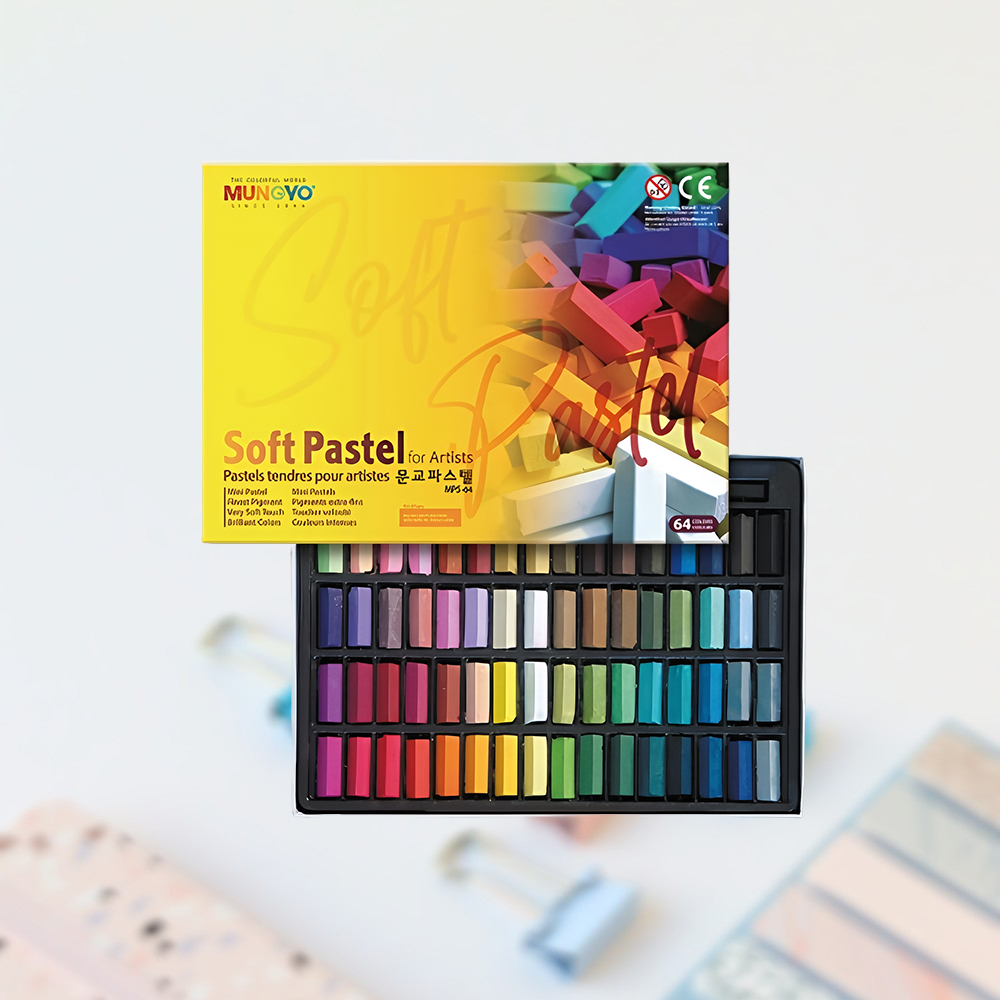 THE COLORFUL WORLD
MUNGYO
SINCE 1946
CE
Soft
Pastel
Soft Pastel for Artists
Pastels tendres pour artistes 문교파스텔
MPS-64
Mini Pastel
Mini Pastels
Finest Pigment
Pigments extra fins
Very Soft Touch
Toucher velouté
Brilliant Colors
Couleurs intenses
64 COLORS